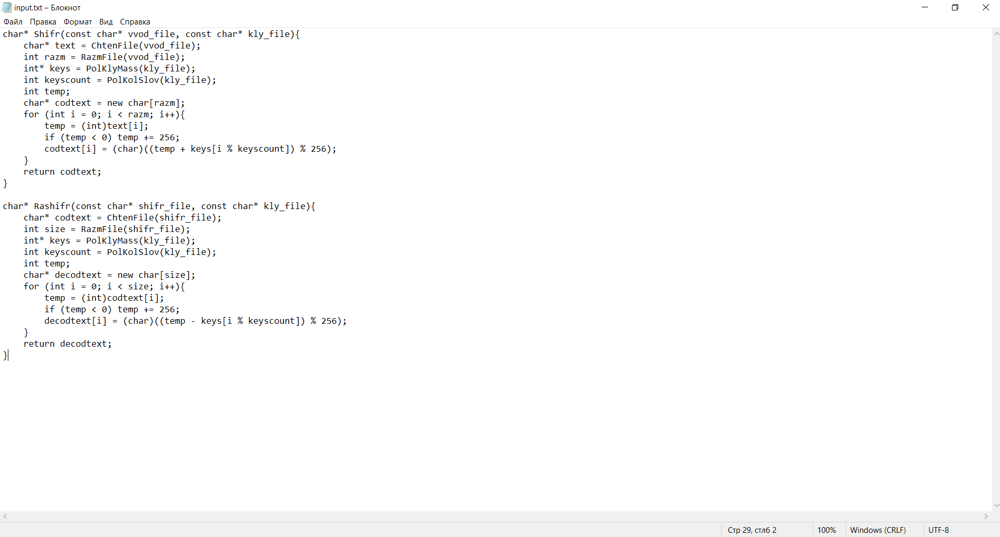 input.txt – Блокнот
Файл Правка Формат Вид Справка
char* Shifr(const char* vvod_file, const char* kly_file){
    char* text = ChtenFile(vvod_file);
    int razm = RazmFile(vvod_file);
    int* keys = PolKlyMass(kly_file);
    int keyscount = PolKolSlov(kly_file);
    int temp;
    char* codtext = new char[razm];
    for (int i = 0; i < razm; i++){
        temp = (int)text[i];
        if (temp < 0) temp += 256;
        codtext[i] = (char)((temp + keys[i % keyscount]) % 256);
    }
    return codtext;
}

char* Rashifr(const char* shifr_file, const char* kly_file){
    char* codtext = ChtenFile(shifr_file);
    int size = RazmFile(shifr_file);
    int* keys = PolKlyMass(kly_file);
    int keyscount = PolKolSlov(kly_file);
    int temp;
    char* decodtext = new char[size];
    for (int i = 0; i < size; i++){
        temp = (int)codtext[i];
        if (temp < 0) temp += 256;
        decodtext[i] = (char)((temp - keys[i % keyscount]) % 256);
    }
    return decodtext;
}
Стр 29, стлб 2 100% Windows (CRLF) UTF-8